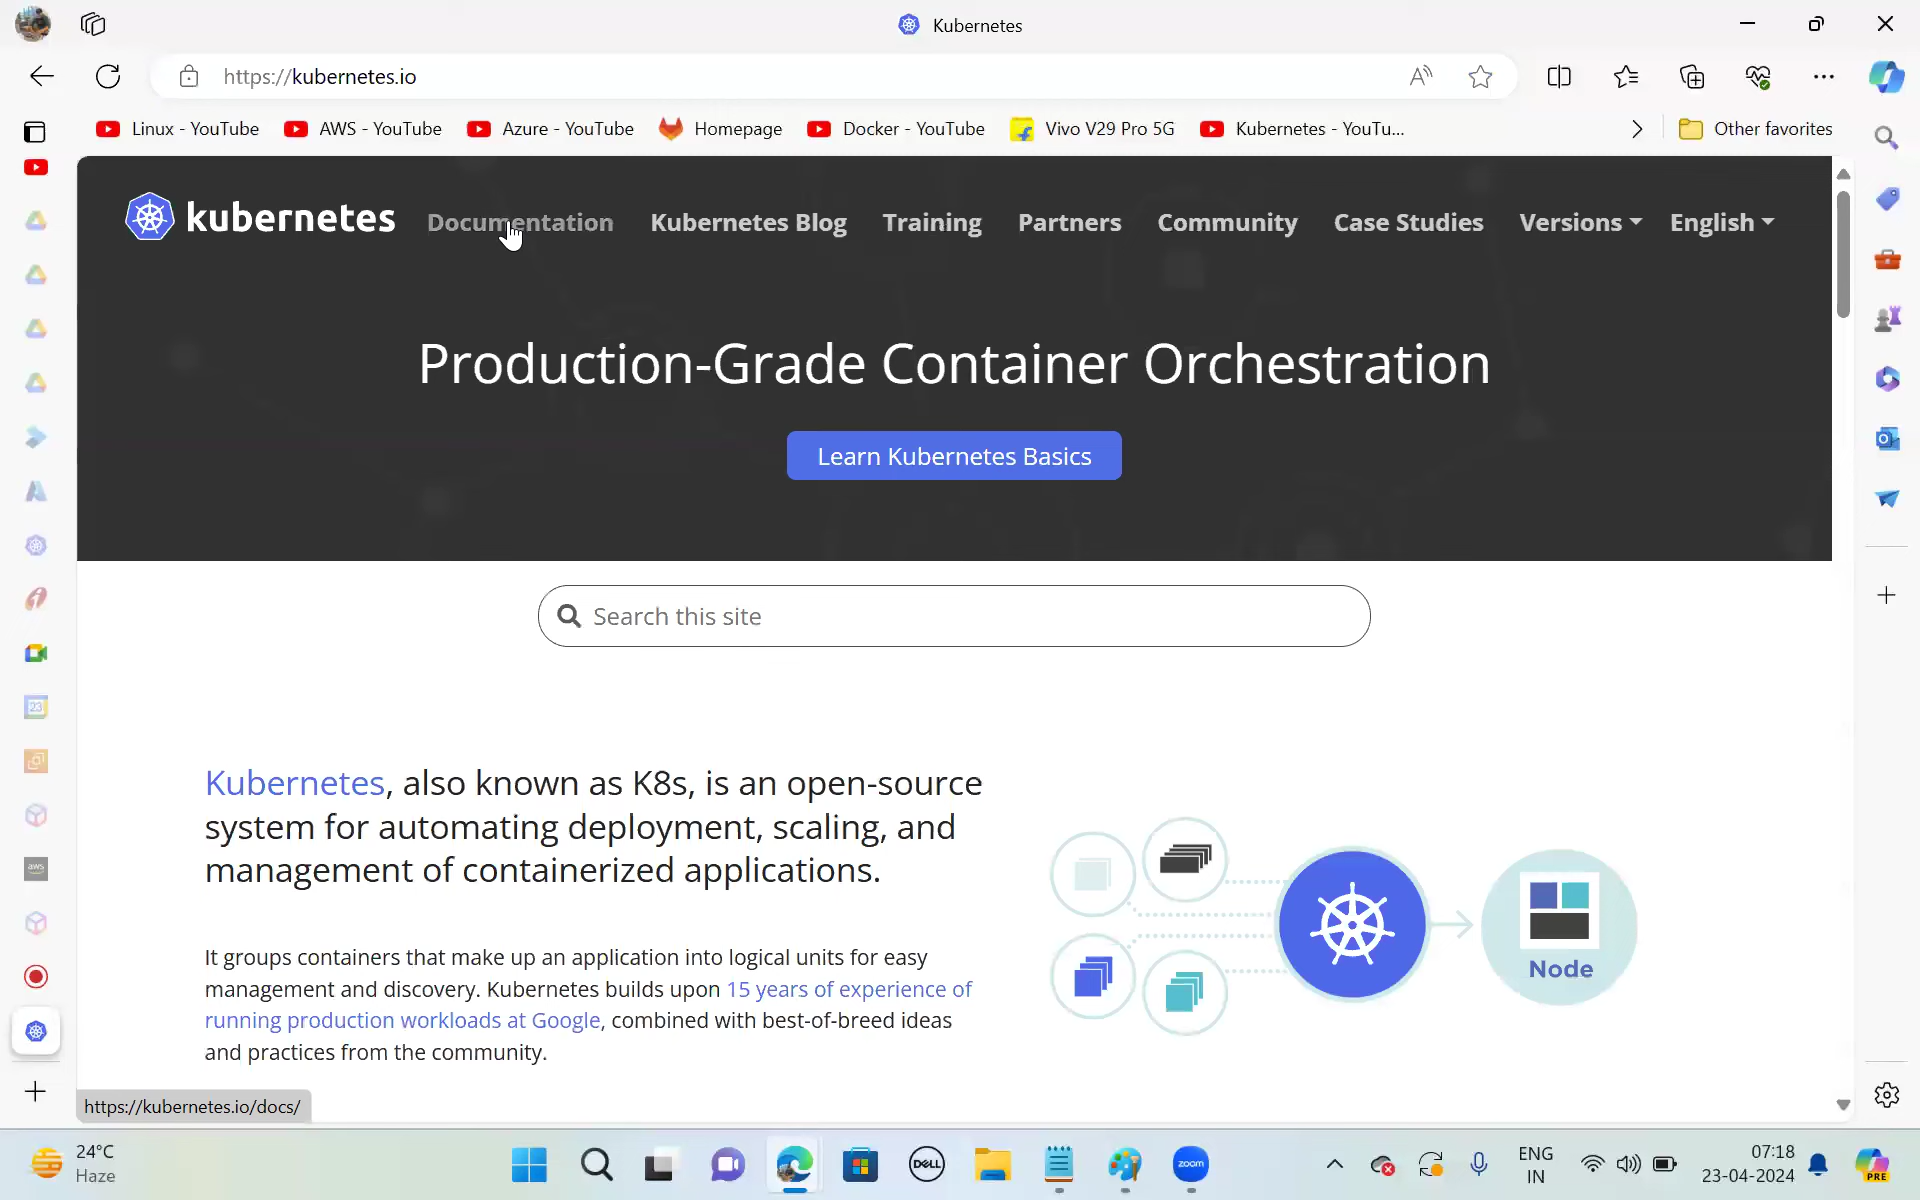 Kubernetes
https://kubernetes.io
Linux - YouTube
AWS - YouTube
Azure - YouTube
Homepage
Docker - YouTube
Vivo V29 Pro 5G
Kubernetes - YouTu...
Other favorites
kubernetes
Documentation
Kubernetes Blog
Training
Partners
Community
Case Studies
Versions
English
Production-Grade Container Orchestration
Learn Kubernetes Basics
Search this site
Kubernetes, also known as K8s, is an open-source
system for automating deployment, scaling, and
management of containerized applications.
It groups containers that make up an application into logical units for easy
management and discovery. Kubernetes builds upon 15 years of experience of
running production workloads at Google, combined with best-of-breed ideas
and practices from the community.
Node
23
aws
https://kubernetes.io/docs/
24°C
Haze
DELL
zoom
ENG
IN
07:18
23-04-2024
PRE